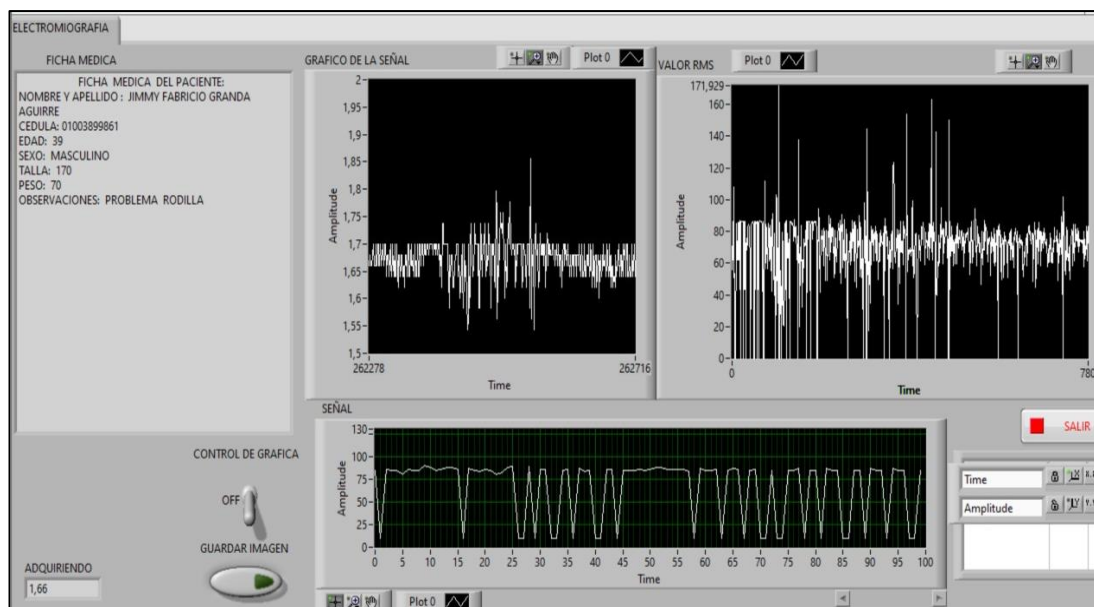 ELECTROMIOGRAFIA
FICHA MEDICA
FICHA MEDICA DEL PACIENTE:
NOMBRE Y APELLIDO : JIMMY FABRICIO GRANDA
AGUIRRE
CEDULA: 01003899861
EDAD: 39
SEXO: MASCULINO
TALLA: 170
PESO: 70
OBSERVACIONES: PROBLEMA RODILLA
GRAFICO DE LA SEÑAL
Plot 0
Amplitude
2
1,95
1,9
1,85
1,8
1,75
1,7
1,65
1,6
1,55
1,5
262278
262716
Time
VALOR RMS
Plot 0
Amplitude
171,929
160
140
120
100
80
60
40
20
0
0
780
Time
SEÑAL
Amplitude
130
100
75
50
25
0
0 5 10 15 20 25 30 35 40 45 50 55 60 65 70 75 80 85 90 95 100
Time
Plot 0
SALIR
Time
Amplitude
CONTROL DE GRAFICA
OFF
GUARDAR IMAGEN
ADQUIRIENDO
1,66